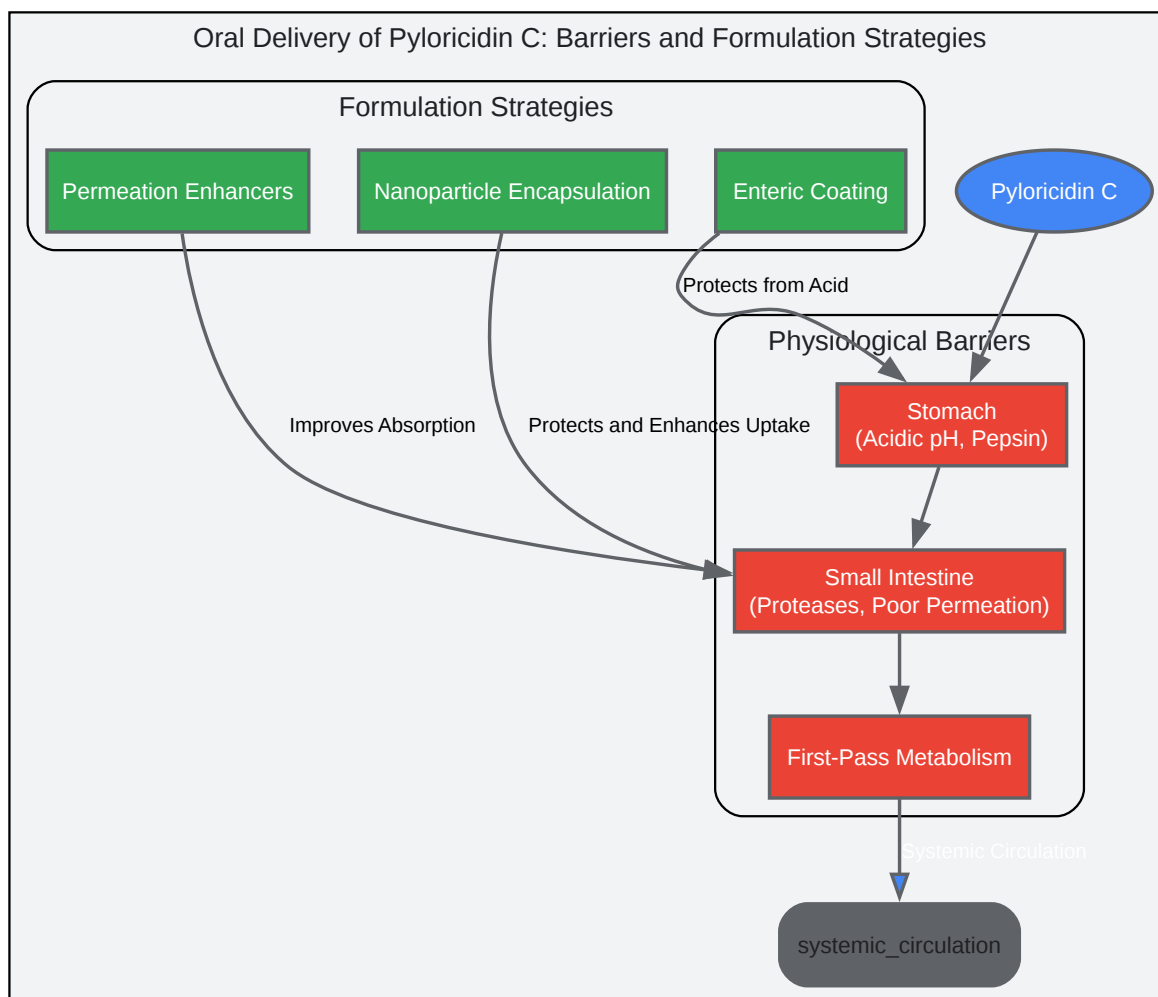 Oral Delivery of Pyloricidin C: Barriers and Formulation Strategies
Formulation Strategies
Permeation Enhancers
Nanoparticle Encapsulation
Enteric Coating
Pyloricidin C
Protects from Acid
Physiological Barriers
Stomach
(Acidic pH, Pepsin)
Improves Absorption
Protects and Enhances Uptake
Small Intestine
(Proteases, Poor Permeation)
First-Pass Metabolism
Systemic Circulation
systemic_circulation